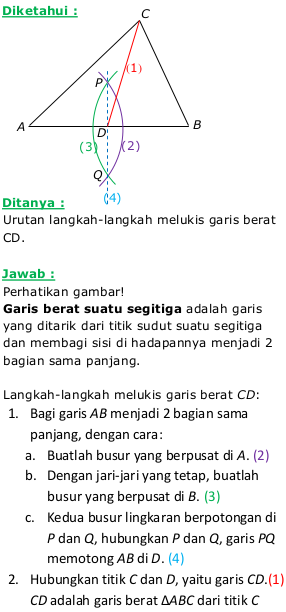 Diketahui :
C
(1)
P
A
D
B
(3)
(2)
Q
(4)
Ditanya :
Urutan langkah-langkah melukis garis berat
CD.
Jawab :
Perhatikan gambar!
Garis berat suatu segitiga adalah garis
yang ditarik dari titik sudut suatu segitiga
dan membagi sisi di hadapannya menjadi 2
bagian sama panjang.
Langkah-langkah melukis garis berat CD:
1. Bagi garis AB menjadi 2 bagian sama
panjang, dengan cara:
a. Buatlah busur yang berpusat di A. (2)
b. Dengan jari-jari yang tetap, buatlah
busur yang berpusat di B. (3)
c. Kedua busur lingkaran berpotongan di
P dan Q, hubungkan P dan Q, garis PQ
memotong AB di D. (4)
2. Hubungkan titik C dan D, yaitu garis CD.(1)
CD adalah garis berat ΔABC dari titik C